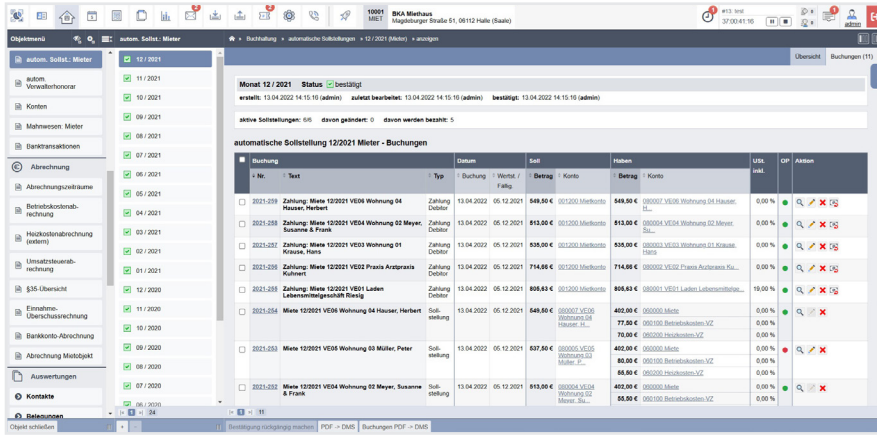 2
10001 MIET
BKA Miethaus
Magdeburger Straße 51, 06112 Halle (Saale)
#13 test
37:00:41:16
admin
Objektmenü
autom. Sollst.: Mieter
Buchhaltung » automatische Sollstellungen » 12 / 2021 (Mieter) » anzeigen
autom. Sollst.: Mieter
autom. Verwalterhonorar
Konten
Mahnwesen: Mieter
Banktransaktionen
Abrechnung
Abrechnungszeiträume
Betriebskostenab-
rechnung
Heizkostenabrechnung
(extern)
Umsatzsteuerab-
rechnung
§35-Übersicht
Einnahme-
Überschussrechnung
Bankkonto-Abrechnung
Abrechnung Mietobjekt
Auswertungen
Kontakte
Belegungen
Objekt schließen
12 / 2021
11 / 2021
10 / 2021
09 / 2021
08 / 2021
07 / 2021
06 / 2021
05 / 2021
04 / 2021
03 / 2021
02 / 2021
01 / 2021
12 / 2020
11 / 2020
10 / 2020
09 / 2020
08 / 2020
07 / 2020
06 / 2020
1 24
Übersicht Buchungen (11)
Monat 12 / 2021 Status bestätigt
erstellt: 13.04.2022 14:15:16 (admin) zuletzt bearbeitet: 13.04.2022 14:15:16 (admin) bestätigt: 13.04.2022 14:15:16 (admin)
aktive Sollstellungen: 6/6 davon geändert: 0 davon werden bezahlt: 5
automatische Sollstellung 12/2021 Mieter - Buchungen
Buchung Datum Soll Haben USt. inkl. OP Aktion
Nr. Text Typ Buchung Wertst. / Fällig. Betrag Konto Betrag Konto
2021-259 Zahlung: Miete 12/2021 VE06 Wohnung 04 Hauser, Herbert Zahlung Debitor 13.04.2022 05.12.2021 549,50 € 001200 Mietkonto 549,50 € 080007 VE06 Wohnung 04 Hauser, H... 0,00 %
2021-258 Zahlung: Miete 12/2021 VE04 Wohnung 02 Meyer, Susanne & Frank Zahlung Debitor 13.04.2022 05.12.2021 513,00 € 001200 Mietkonto 513,00 € 080004 VE04 Wohnung 02 Meyer, Su... 0,00 %
2021-257 Zahlung: Miete 12/2021 VE03 Wohnung 01 Krause, Hans Zahlung Debitor 13.04.2022 05.12.2021 535,00 € 001200 Mietkonto 535,00 € 080003 VE03 Wohnung 01 Krause, Hans 0,00 %
2021-256 Zahlung: Miete 12/2021 VE02 Praxis Arztpraxis Kuhnert Zahlung Debitor 13.04.2022 05.12.2021 714,66 € 001200 Mietkonto 714,66 € 080002 VE02 Praxis Arztpraxis Ku... 0,00 %
2021-255 Zahlung: Miete 12/2021 VE01 Laden Lebensmittelgeschäft Riesig Zahlung Debitor 13.04.2022 05.12.2021 805,63 € 001200 Mietkonto 805,63 € 080001 VE01 Laden Lebensmittelge... 19,00 %
2021-254 Miete 12/2021 VE06 Wohnung 04 Hauser, Herbert Soll-stellung 13.04.2022 05.12.2021 549,50 € 080007 VE06 Wohnung 04 Hauser, H... 402,00 € 060000 Miete 0,00 %
77,50 € 060100 Betriebskosten-VZ 0,00 %
70,00 € 060200 Heizkosten-VZ 0,00 %
2021-253 Miete 12/2021 VE05 Wohnung 03 Müller, Peter Soll-stellung 13.04.2022 05.12.2021 537,50 € 080005 VE05 Wohnung 03 Müller, P... 402,00 € 060000 Miete 0,00 %
80,00 € 060100 Betriebskosten-VZ 0,00 %
55,50 € 060200 Heizkosten-VZ 0,00 %
2021-252 Miete 12/2021 VE04 Wohnung 02 Meyer, Susanne & Frank Soll-stellung 13.04.2022 05.12.2021 513,00 € 080004 VE04 Wohnung 02 Meyer, Su... 402,00 € 060000 Miete 0,00 %
55,50 € 060100 Betriebskosten-VZ 0,00 %
1 11
Bestätigung rückgängig machen PDF -> DMS Buchungen PDF -> DMS